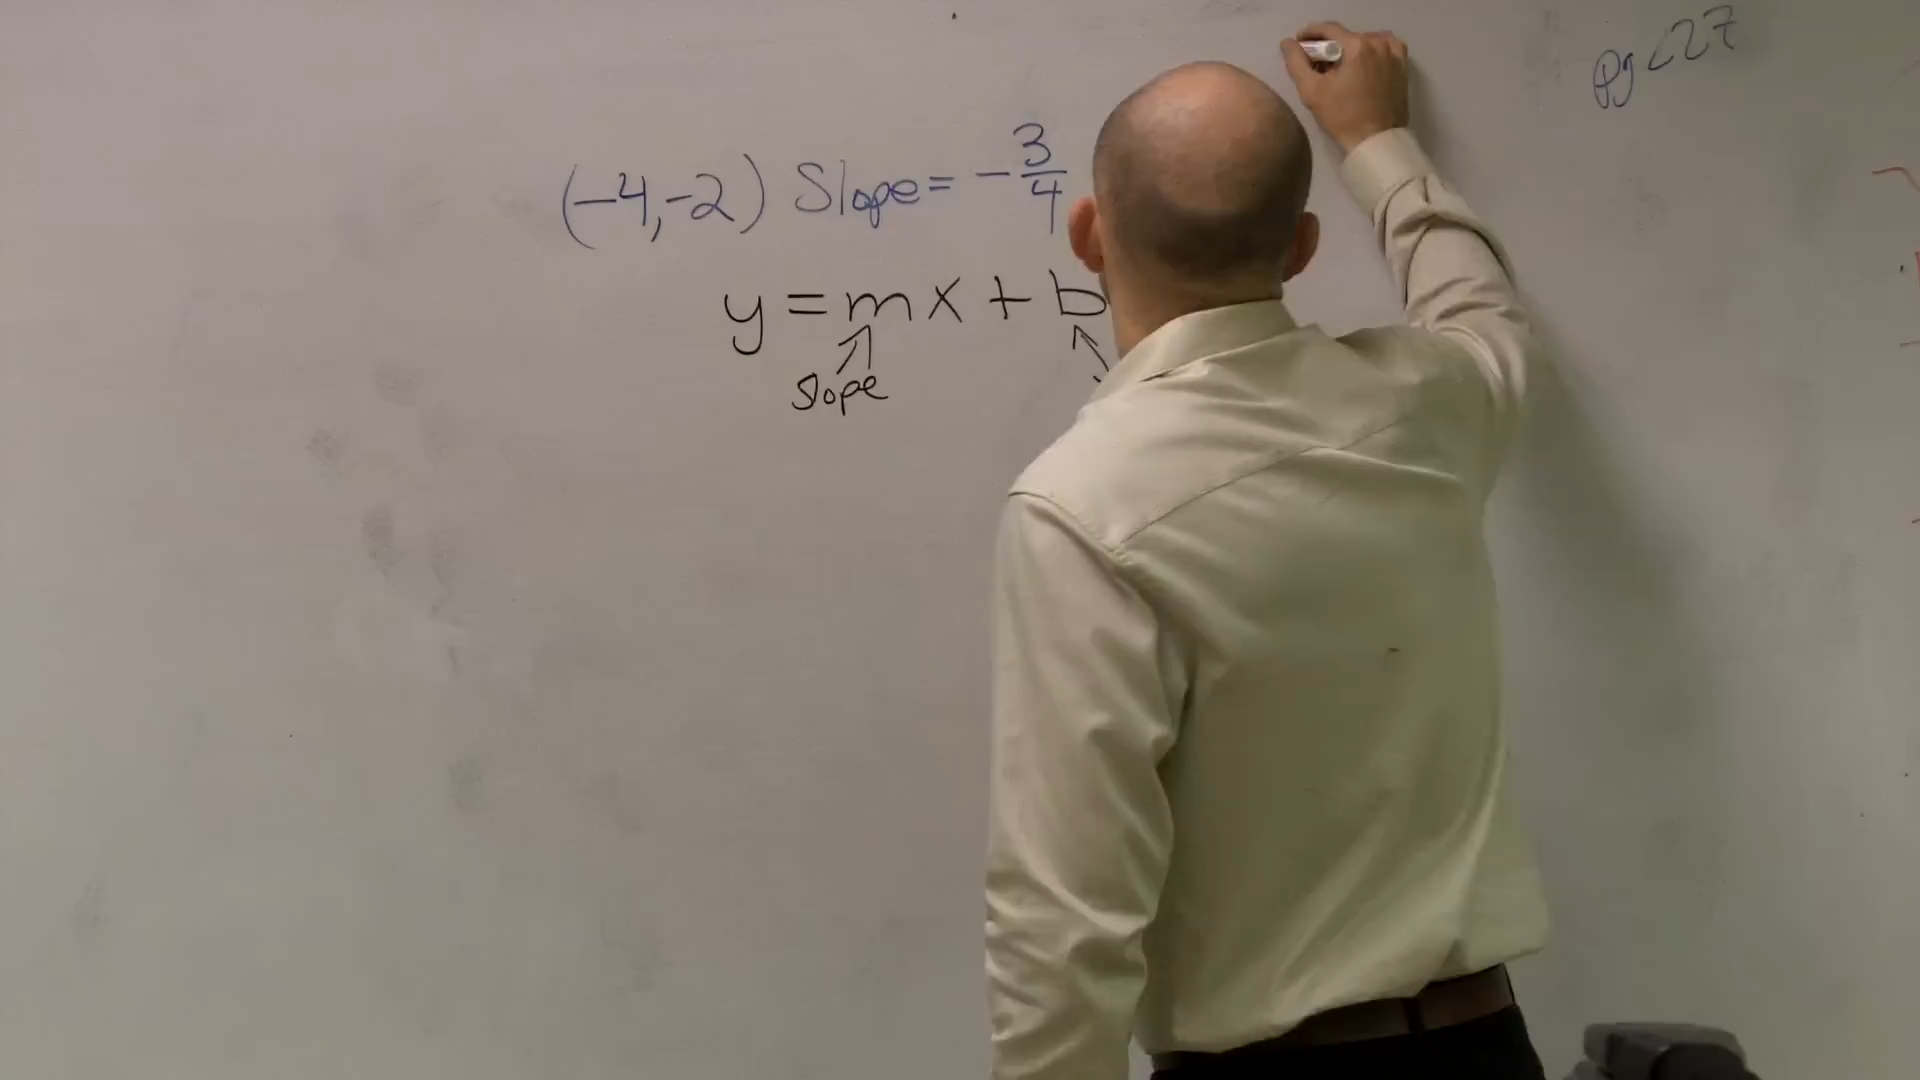 pg 227
(-4,-2) Slope= -3/4
y = mx + b
Slope